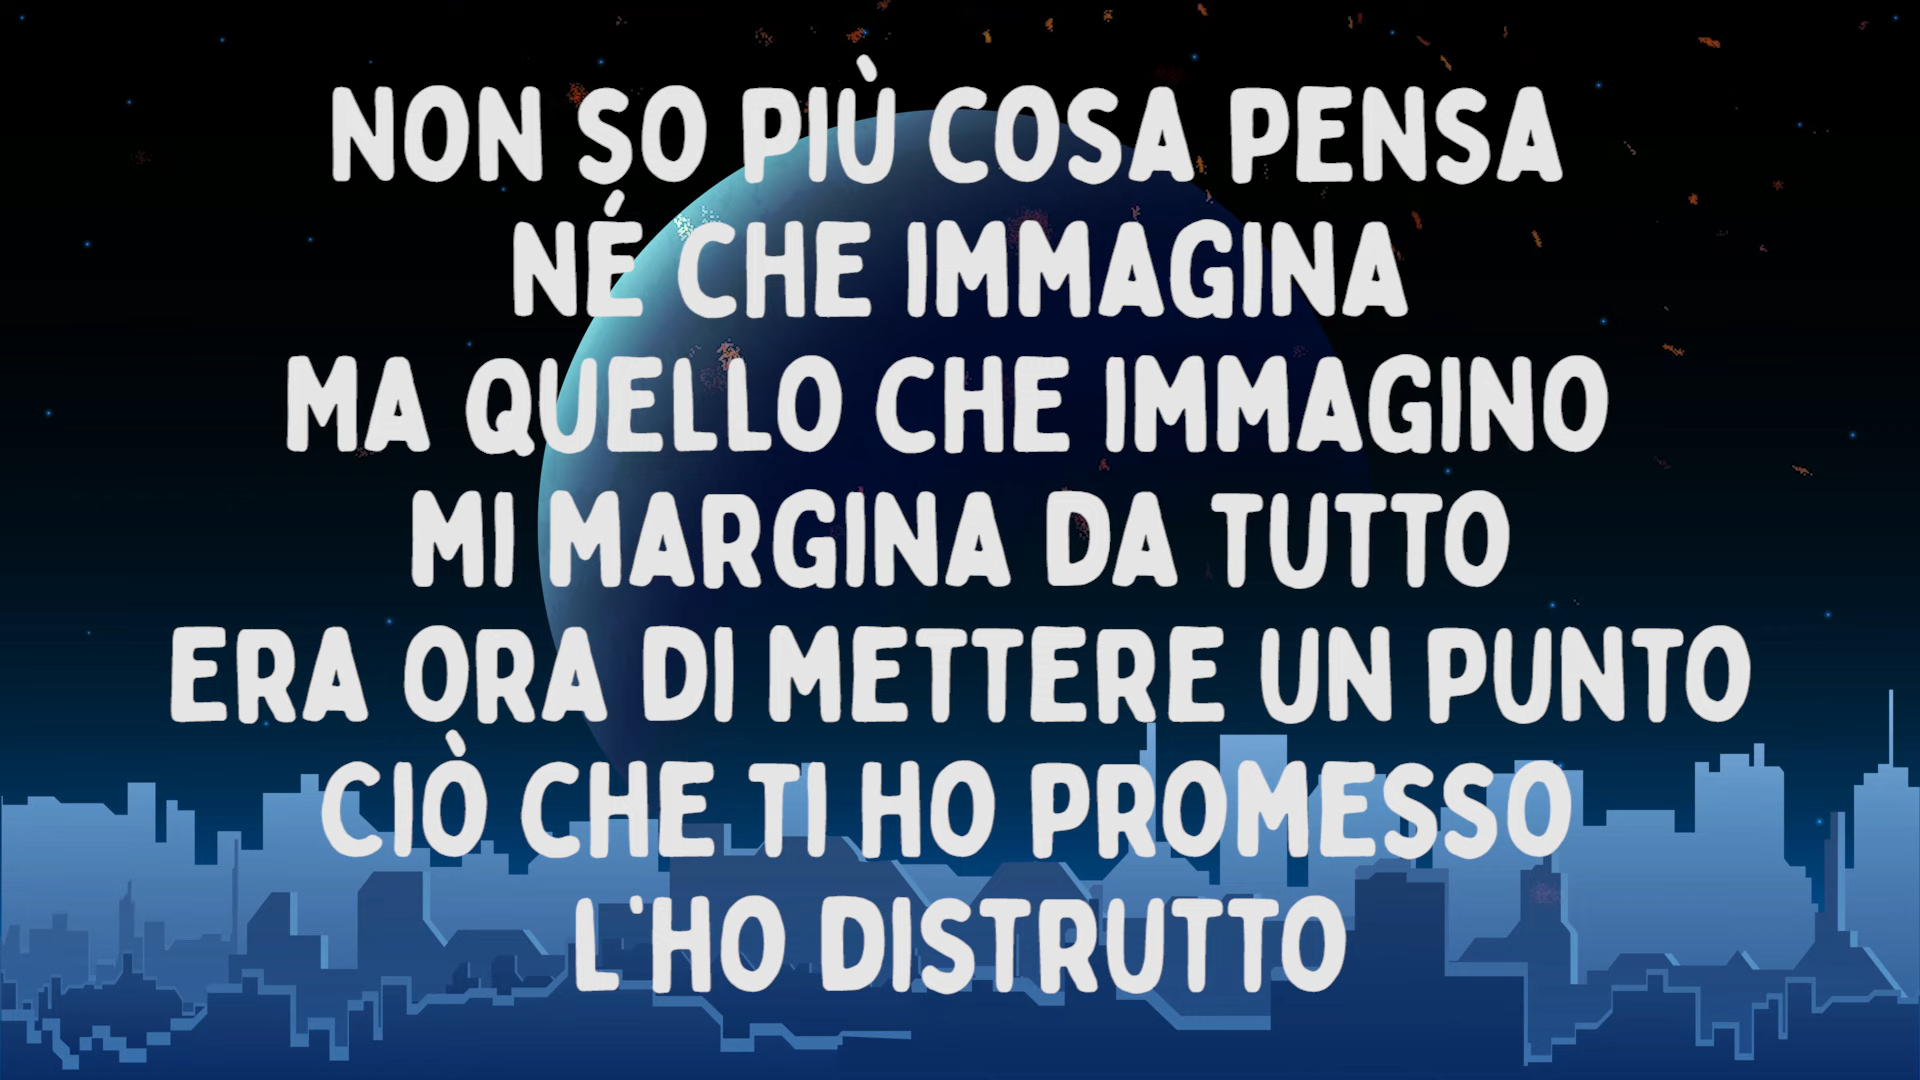 NON SO PIÙ COSA PENSA
NÉ CHE IMMAGINA
MA QUELLO CHE IMMAGINO
MI MARGINA DA TUTTO
ERA ORA DI METTERE UN PUNTO
CIÒ CHE TI HO PROMESSO
L'HO DISTRUTTO